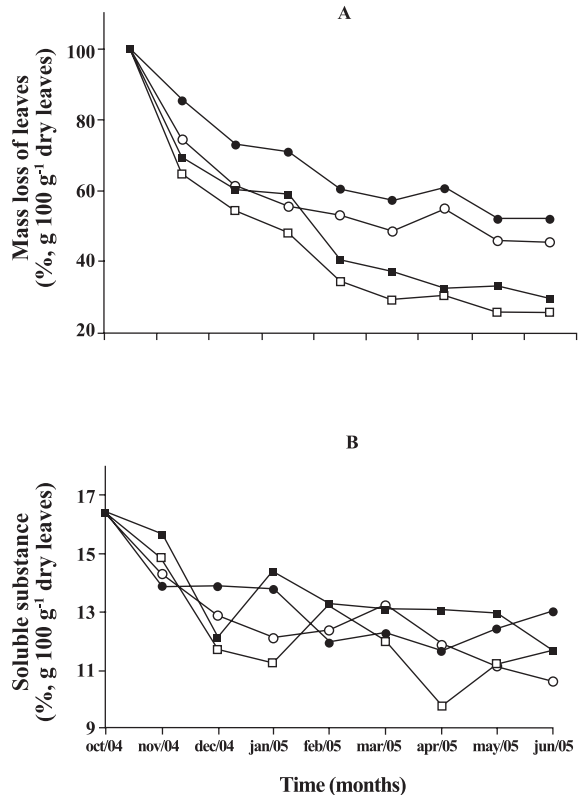 A
Mass loss of leaves
(%, g 100 g⁻¹ dry leaves)
100
80
60
40
20
B
Soluble substance
(%, g 100 g⁻¹ dry leaves)
17
15
13
11
9
oct/04 nov/04 dec/04 jan/05 feb/05 mar/05 apr/05 may/05 jun/05
Time (months)